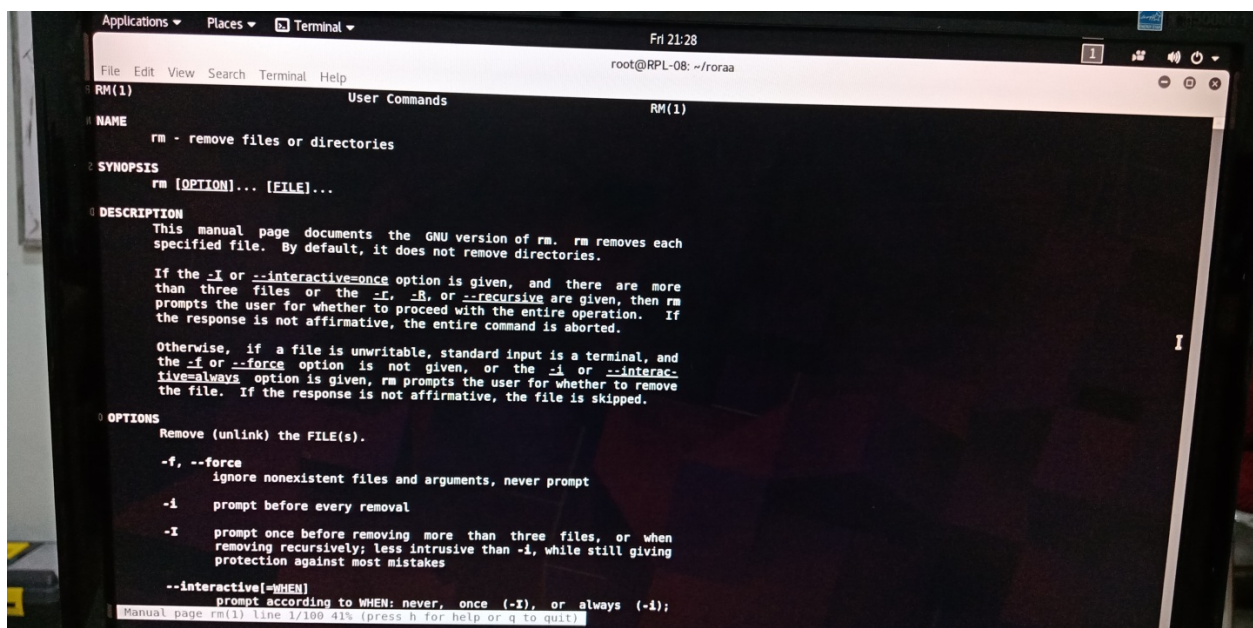 Applications Places Terminal
Fri 21:28
1
root@RPL-08: ~/roraa
File Edit View Search Terminal Help
RM(1) User Commands RM(1)
NAME
rm - remove files or directories
SYNOPSIS
rm [OPTION]... [FILE]...
DESCRIPTION
This manual page documents the GNU version of rm. rm removes each
specified file. By default, it does not remove directories.
If the -I or --interactive=once option is given, and there are more
than three files or the -r, -R, or --recursive are given, then rm
prompts the user for whether to proceed with the entire operation. If
the response is not affirmative, the entire command is aborted.
Otherwise, if a file is unwritable, standard input is a terminal, and
the -f or --force option is not given, or the -i or --interac-
tive=always option is given, rm prompts the user for whether to remove
the file. If the response is not affirmative, the file is skipped.
OPTIONS
Remove (unlink) the FILE(s).
-f, --force
ignore nonexistent files and arguments, never prompt
-i prompt before every removal
-I prompt once before removing more than three files, or when
removing recursively; less intrusive than -i, while still giving
protection against most mistakes
--interactive[=WHEN]
prompt according to WHEN: never, once (-I), or always (-i);
Manual page rm(1) line 1/100 41% (press h for help or q to quit)